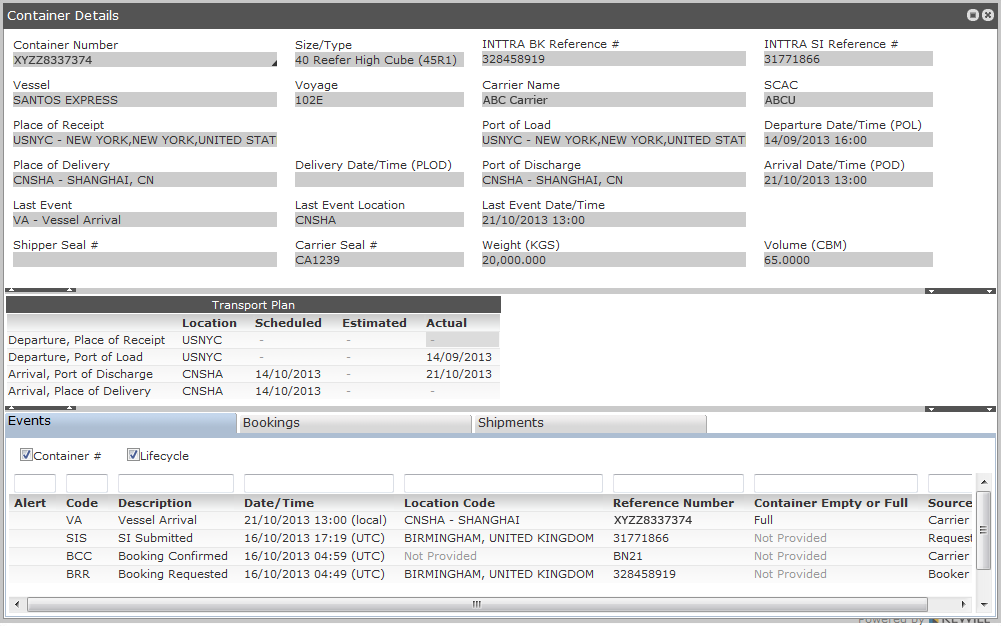 Container Details
Container Number Size/Type INTTRA BK Reference # INTTRA SI Reference #
XYZZ8337374 40 Reefer High Cube (45R1) 328458919 31771866
Vessel Voyage Carrier Name SCAC
SANTOS EXPRESS 102E ABC Carrier ABCU
Place of Receipt Port of Load Departure Date/Time (POL)
USNYC - NEW YORK,NEW YORK,UNITED STAT USNYC - NEW YORK,NEW YORK,UNITED STAT 14/09/2013 16:00
Place of Delivery Delivery Date/Time (PLOD) Port of Discharge Arrival Date/Time (POD)
CNSHA - SHANGHAI, CN CNSHA - SHANGHAI, CN 21/10/2013 13:00
Last Event Last Event Location Last Event Date/Time
VA - Vessel Arrival CNSHA 21/10/2013 13:00
Shipper Seal # Carrier Seal # Weight (KGS) Volume (CBM)
CA1239 20,000.000 65.0000
Transport Plan
Location Scheduled Estimated Actual
Departure, Place of Receipt USNYC - - -
Departure, Port of Load USNYC - - 14/09/2013
Arrival, Port of Discharge CNSHA 14/10/2013 - 21/10/2013
Arrival, Place of Delivery CNSHA 14/10/2013 - -
Events Bookings Shipments
Container # Lifecycle
Alert Code Description Date/Time Location Code Reference Number Container Empty or Full Source
VA Vessel Arrival 21/10/2013 13:00 (local) CNSHA - SHANGHAI XYZZ8337374 Full Carrier
SIS SI Submitted 16/10/2013 17:19 (UTC) BIRMINGHAM, UNITED KINGDOM 31771866 Not Provided Request
BCC Booking Confirmed 16/10/2013 04:59 (UTC) Not Provided BN21 Not Provided Carrier
BRR Booking Requested 16/10/2013 04:49 (UTC) BIRMINGHAM, UNITED KINGDOM 328458919 Not Provided Booker
Powered by KEWILL